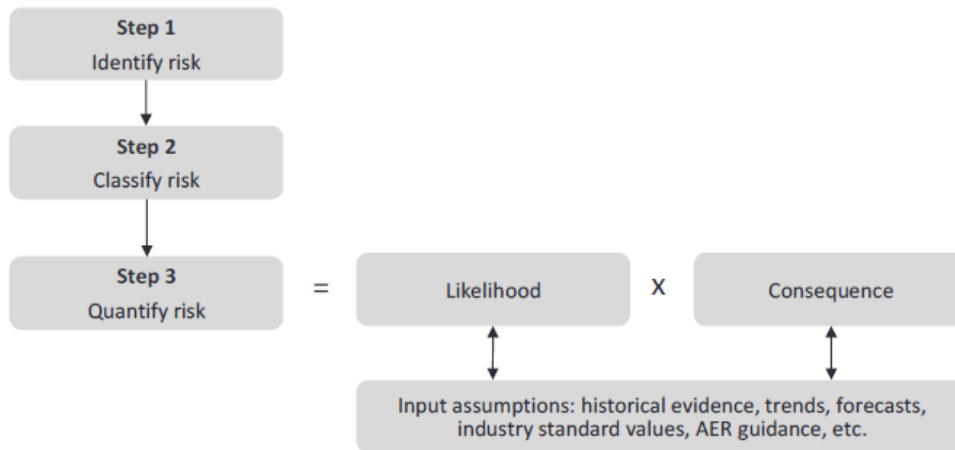 Step 1
Identify risk
Step 2
Classify risk
Step 3
Quantify risk
=
Likelihood
X
Consequence
Input assumptions: historical evidence, trends, forecasts,
industry standard values, AER guidance, etc.